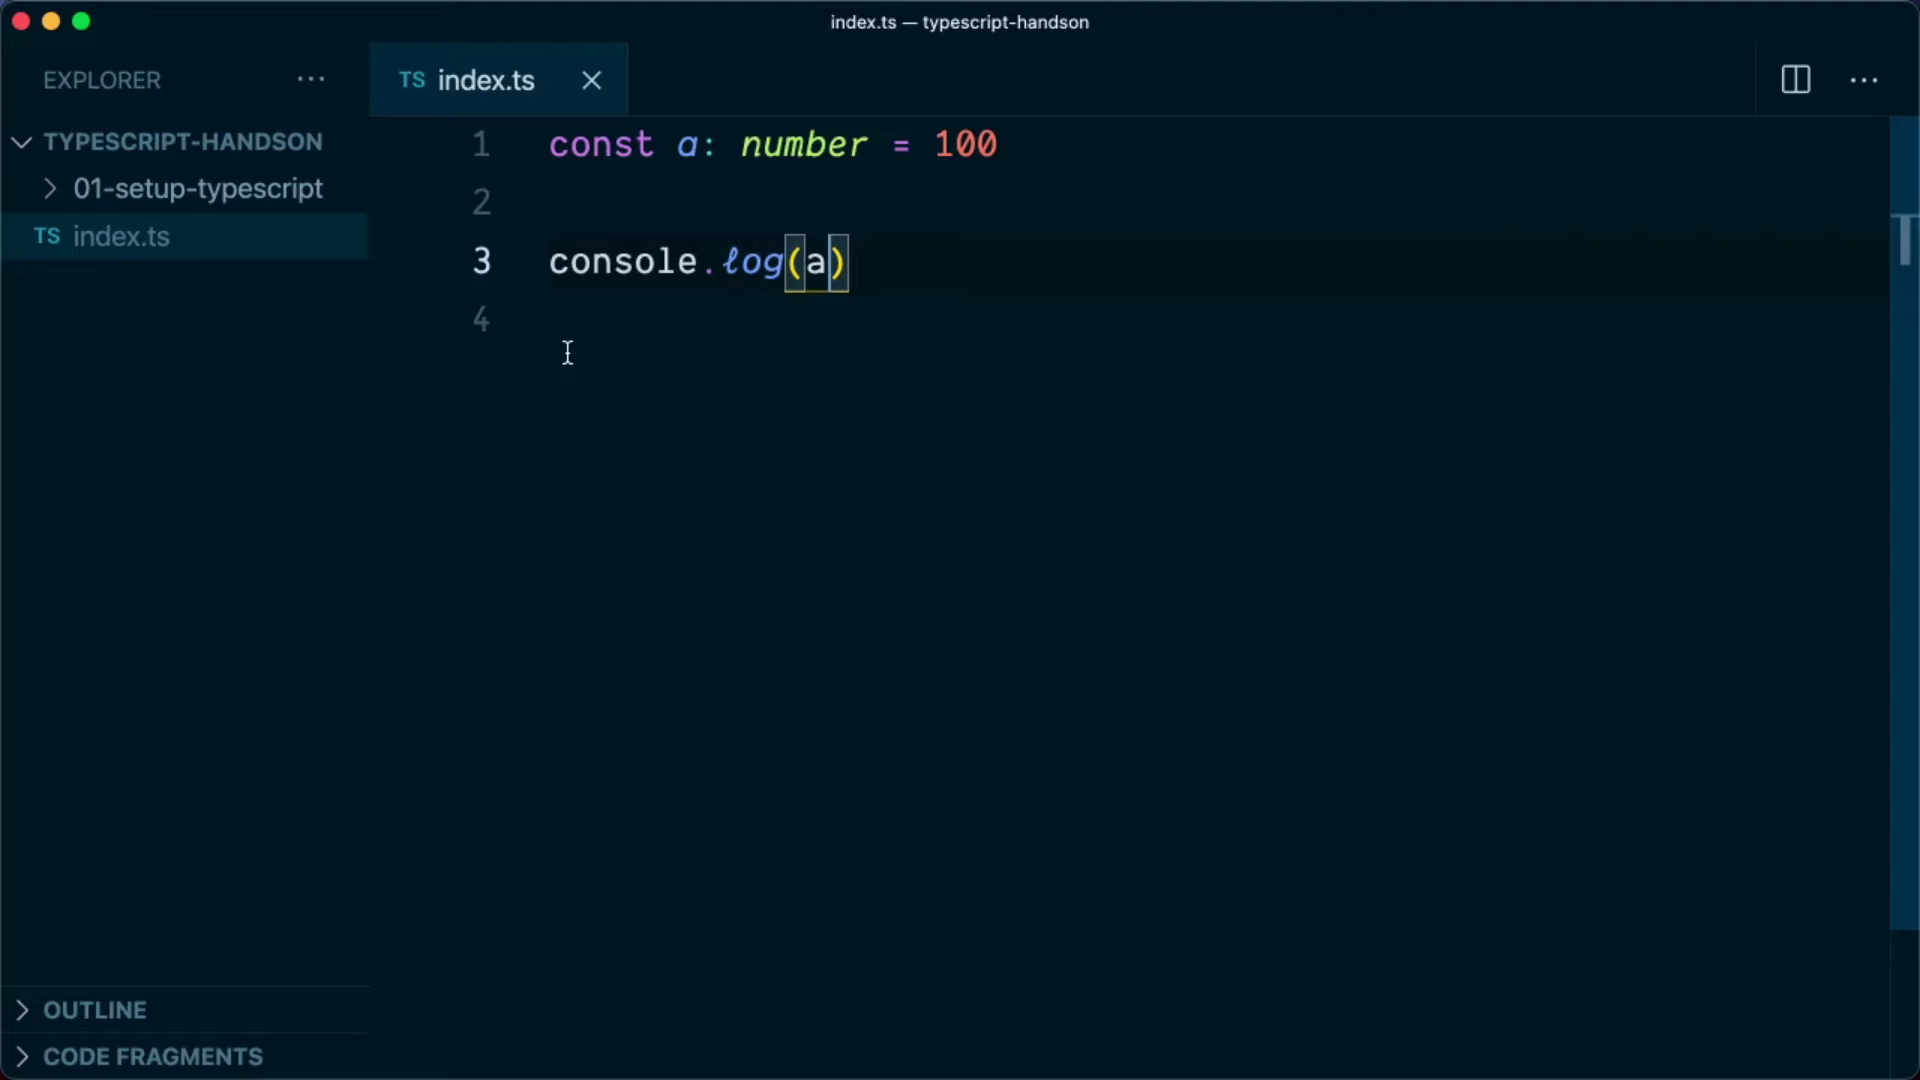 index.ts — typescript-handson
EXPLORER ...
TYPESCRIPT-HANDSON
01-setup-typescript
TS index.ts
OUTLINE
CODE FRAGMENTS
TS index.ts
1 const a: number = 100
2
3 console.log(a)
4